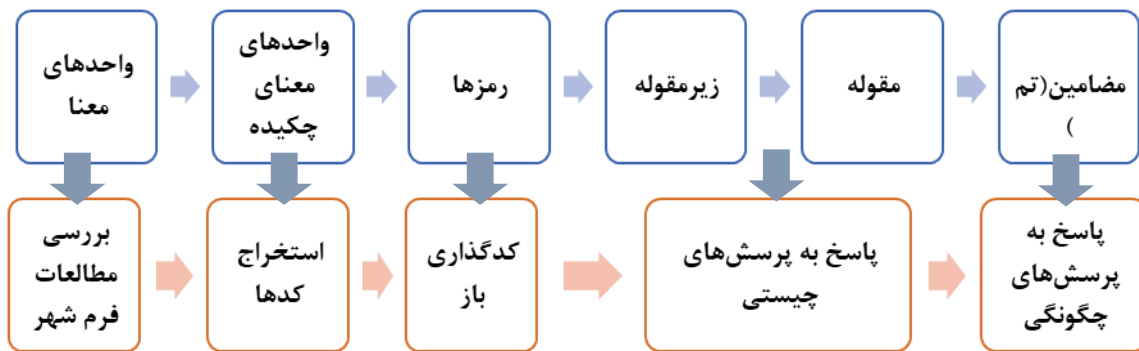 واحدهای
معنا
واحدهای
معنای
چکیده
رمزها
زیرمقوله
مقوله
مضامین(تم
)
بررسی
مطالعات
فرم شهر
استخراج
کدها
کدگذاری
باز
پاسخ به پرسش‌های
چیستی
پاسخ به
پرسش‌های
چگونگی